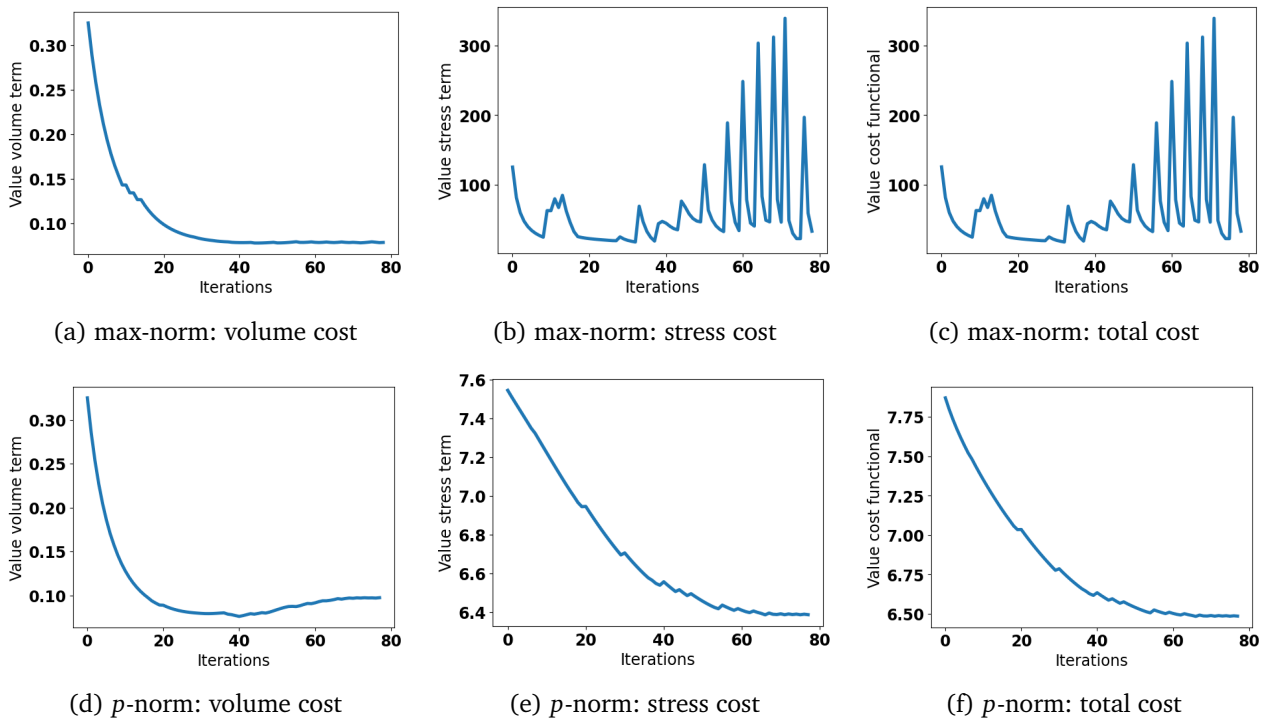 Value volume term
0.30
0.25
0.20
0.15
0.10
0 20 40 60 80
Iterations
(a) max-norm: volume cost
Value stress term
300
200
100
0 20 40 60 80
Iterations
(b) max-norm: stress cost
Value cost functional
300
200
100
0 20 40 60 80
Iterations
(c) max-norm: total cost
Value volume term
0.30
0.25
0.20
0.15
0.10
0 20 40 60 80
Iterations
(d) p-norm: volume cost
Value stress term
7.6
7.4
7.2
7.0
6.8
6.6
6.4
0 20 40 60 80
Iterations
(e) p-norm: stress cost
Value cost functional
7.75
7.50
7.25
7.00
6.75
6.50
0 20 40 60 80
Iterations
(f) p-norm: total cost